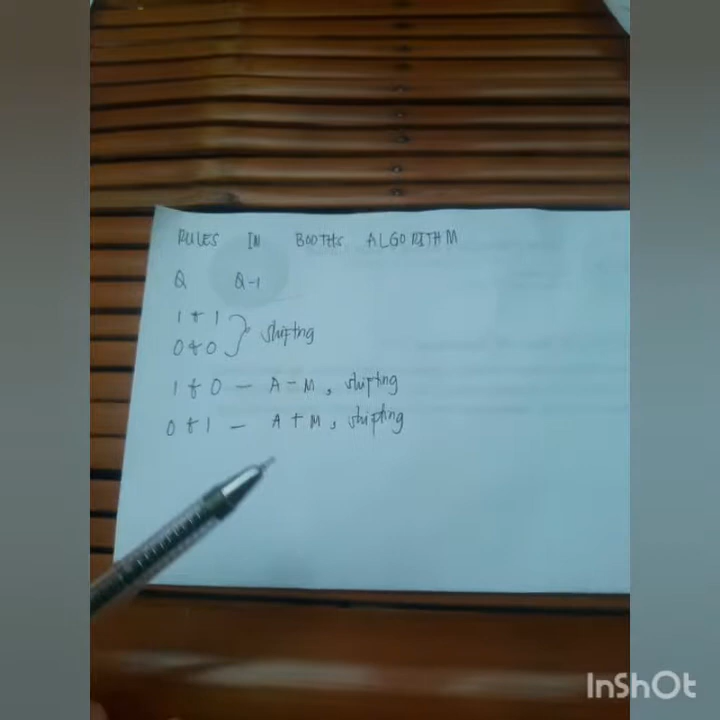 RULES IN BOOTHS ALGORITHM
Q Q-1
1 & 1
0 & 0 } shifting
1 & 0 — A - M, shifting
0 & 1 — A + M, shifting
InShOt